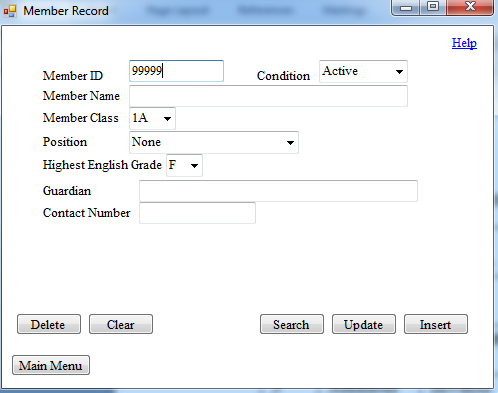 Member Record
Help
Member ID 99999 Condition Active
Member Name
Member Class 1A
Position None
Highest English Grade F
Guardian
Contact Number
Delete Clear Search Update Insert
Main Menu